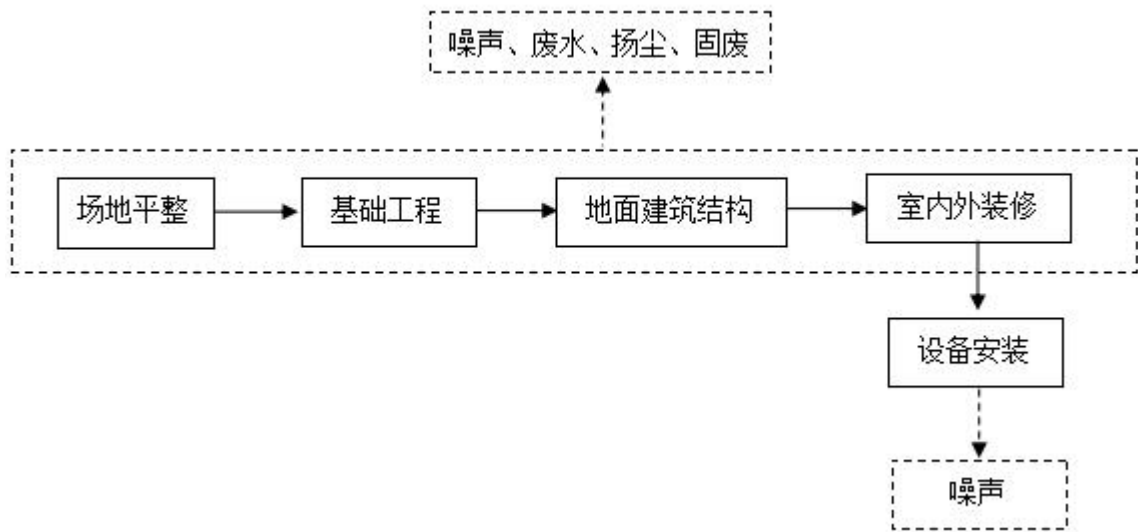 噪声、废水、扬尘、固废
场地平整
基础工程
地面建筑结构
室内外装修
设备安装
噪声